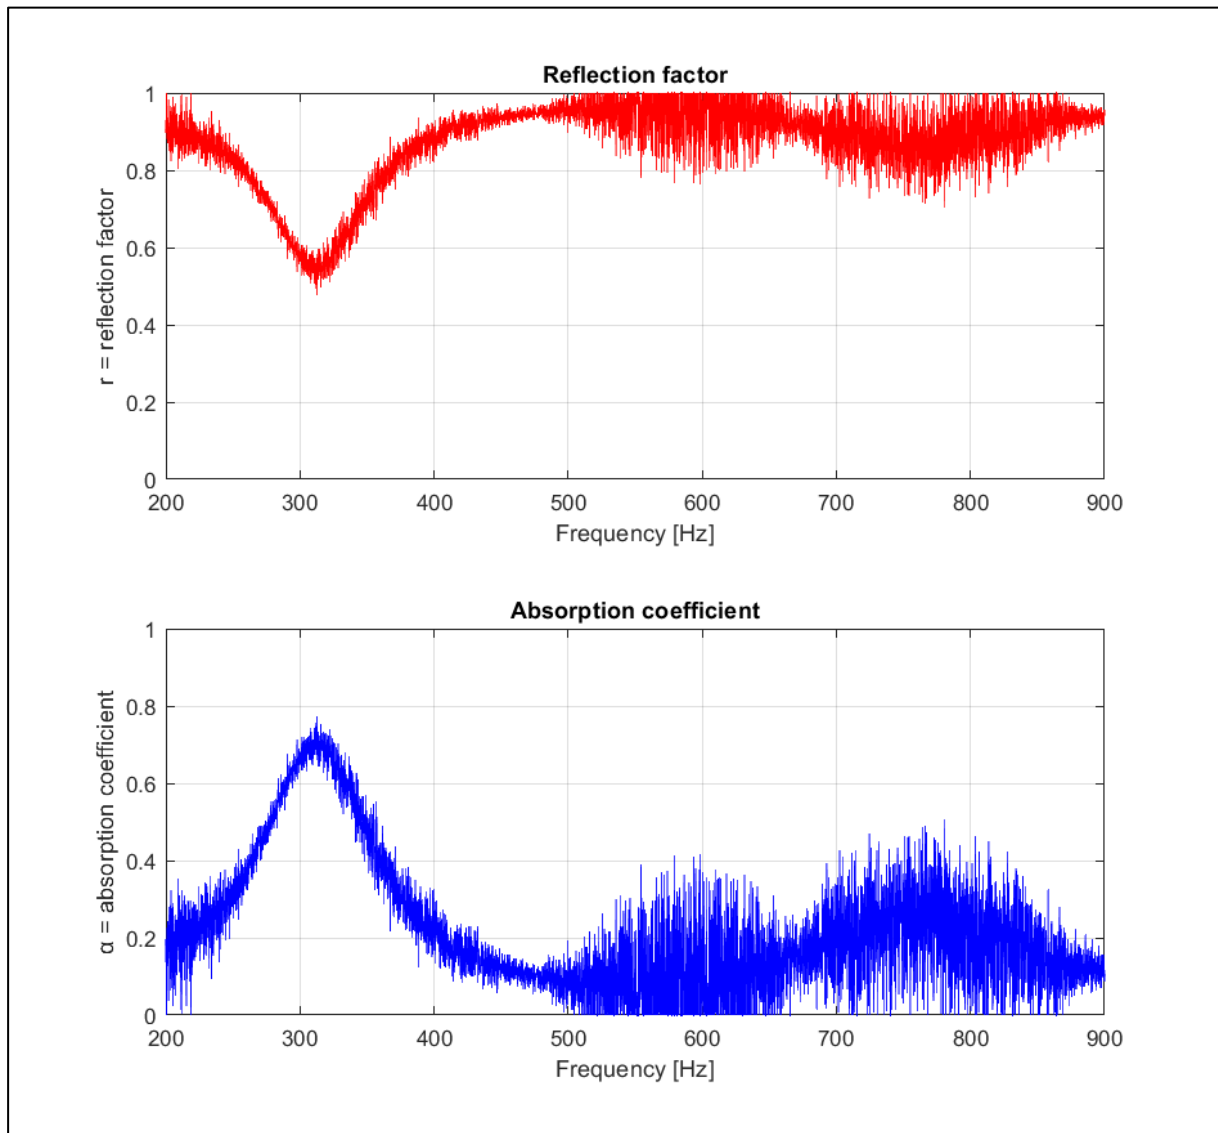 Reflection factor
1
0.8
0.6
0.4
0.2
0
r = reflection factor
200 300 400 500 600 700 800 900
Frequency [Hz]
Absorption coefficient
1
0.8
0.6
0.4
0.2
0
α = absorption coefficient
200 300 400 500 600 700 800 900
Frequency [Hz]